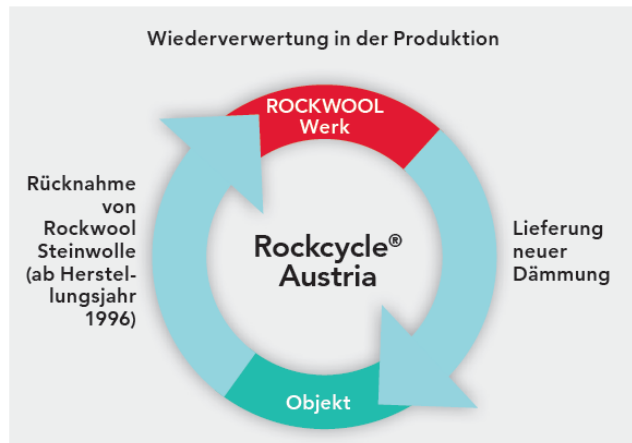 Wiederverwertung in der Produktion
ROCKWOOL
Werk
Rücknahme
von
Rockwool
Steinwolle
(ab Herstel-
lungsjahr
1996)
Rockcycle®
Austria
Lieferung
neuer
Dämmung
Objekt